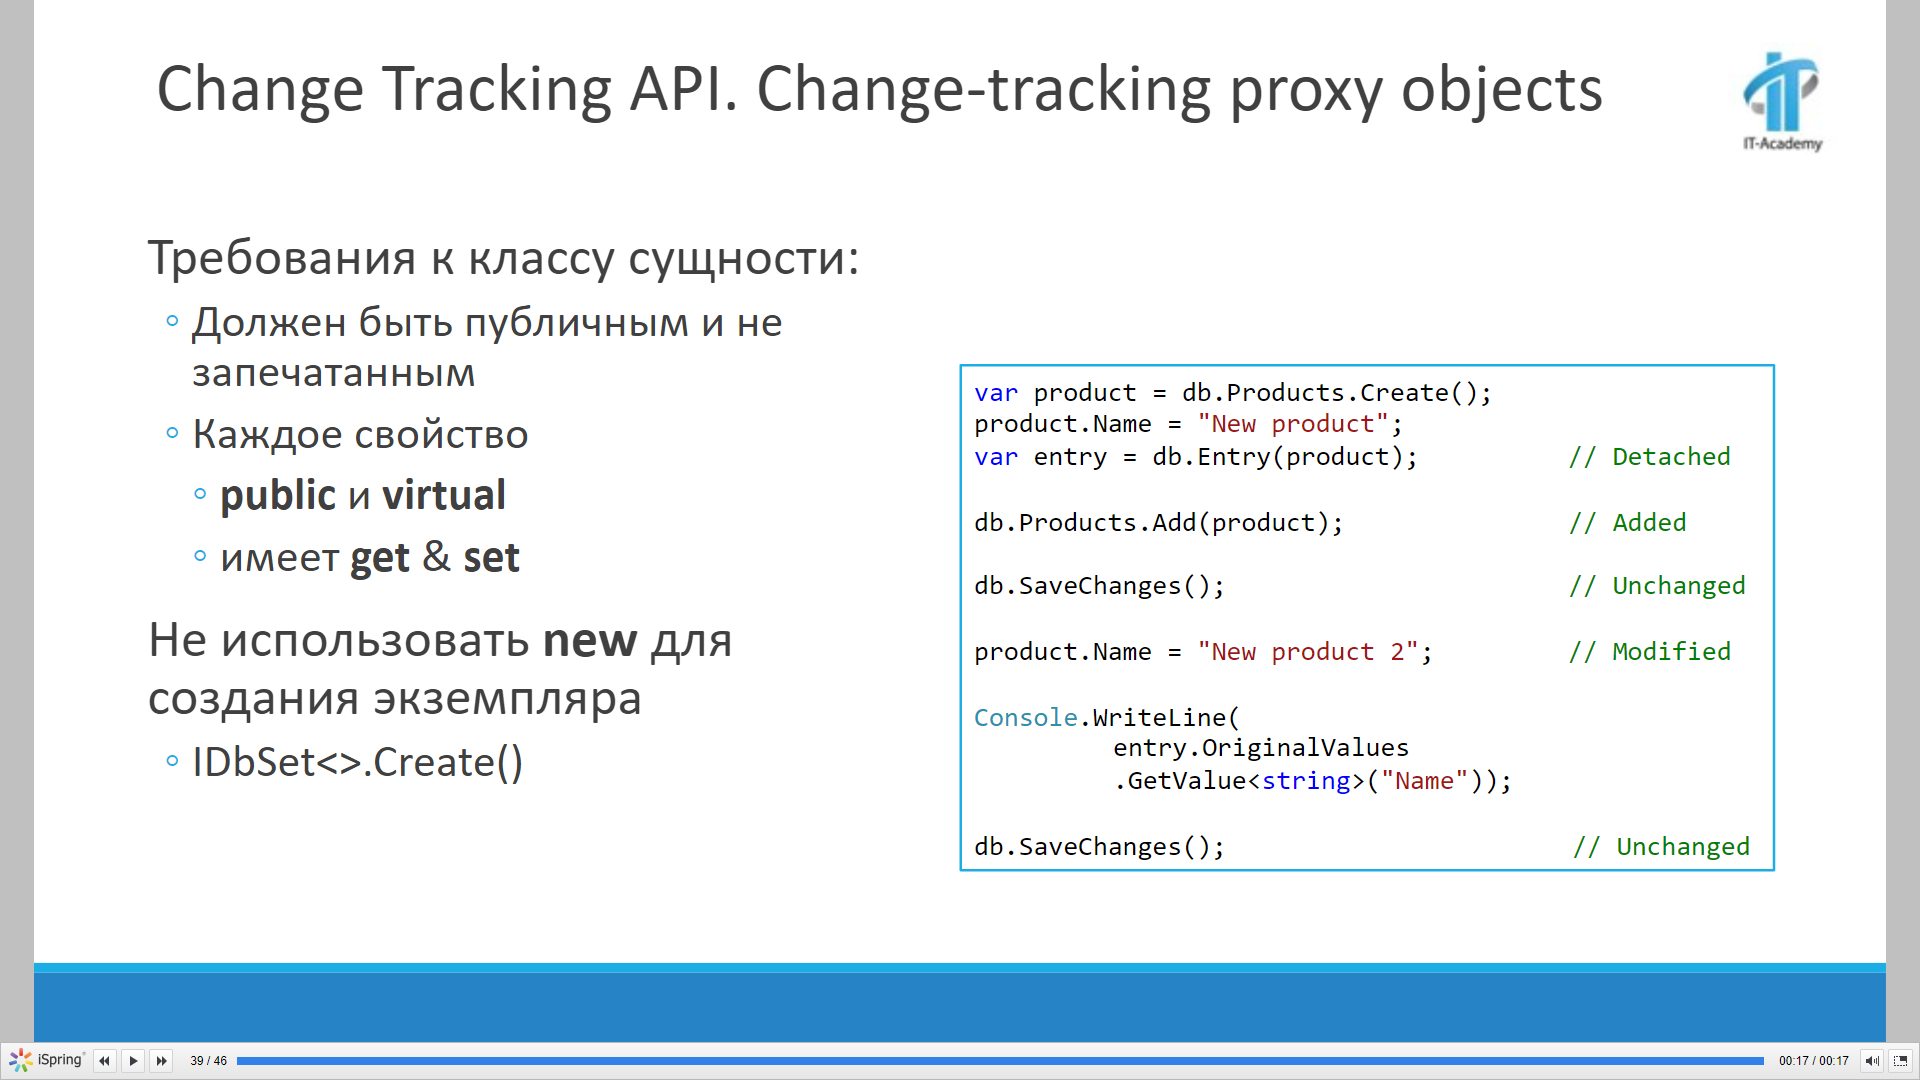 Change Tracking API. Change-tracking proxy objects
IT-Academy
Требования к классу сущности:
Должен быть публичным и не
запечатанным
Каждое свойство
public и virtual
имеет get & set
Не использовать new для
создания экземпляра
IDbSet<>.Create()
var product = db.Products.Create();
product.Name = "New product";
var entry = db.Entry(product); // Detached
db.Products.Add(product); // Added
db.SaveChanges(); // Unchanged
product.Name = "New product 2"; // Modified
Console.WriteLine(
entry.OriginalValues
.GetValue<string>("Name"));
db.SaveChanges(); // Unchanged
iSpring 39 / 46 00:17 / 00:17